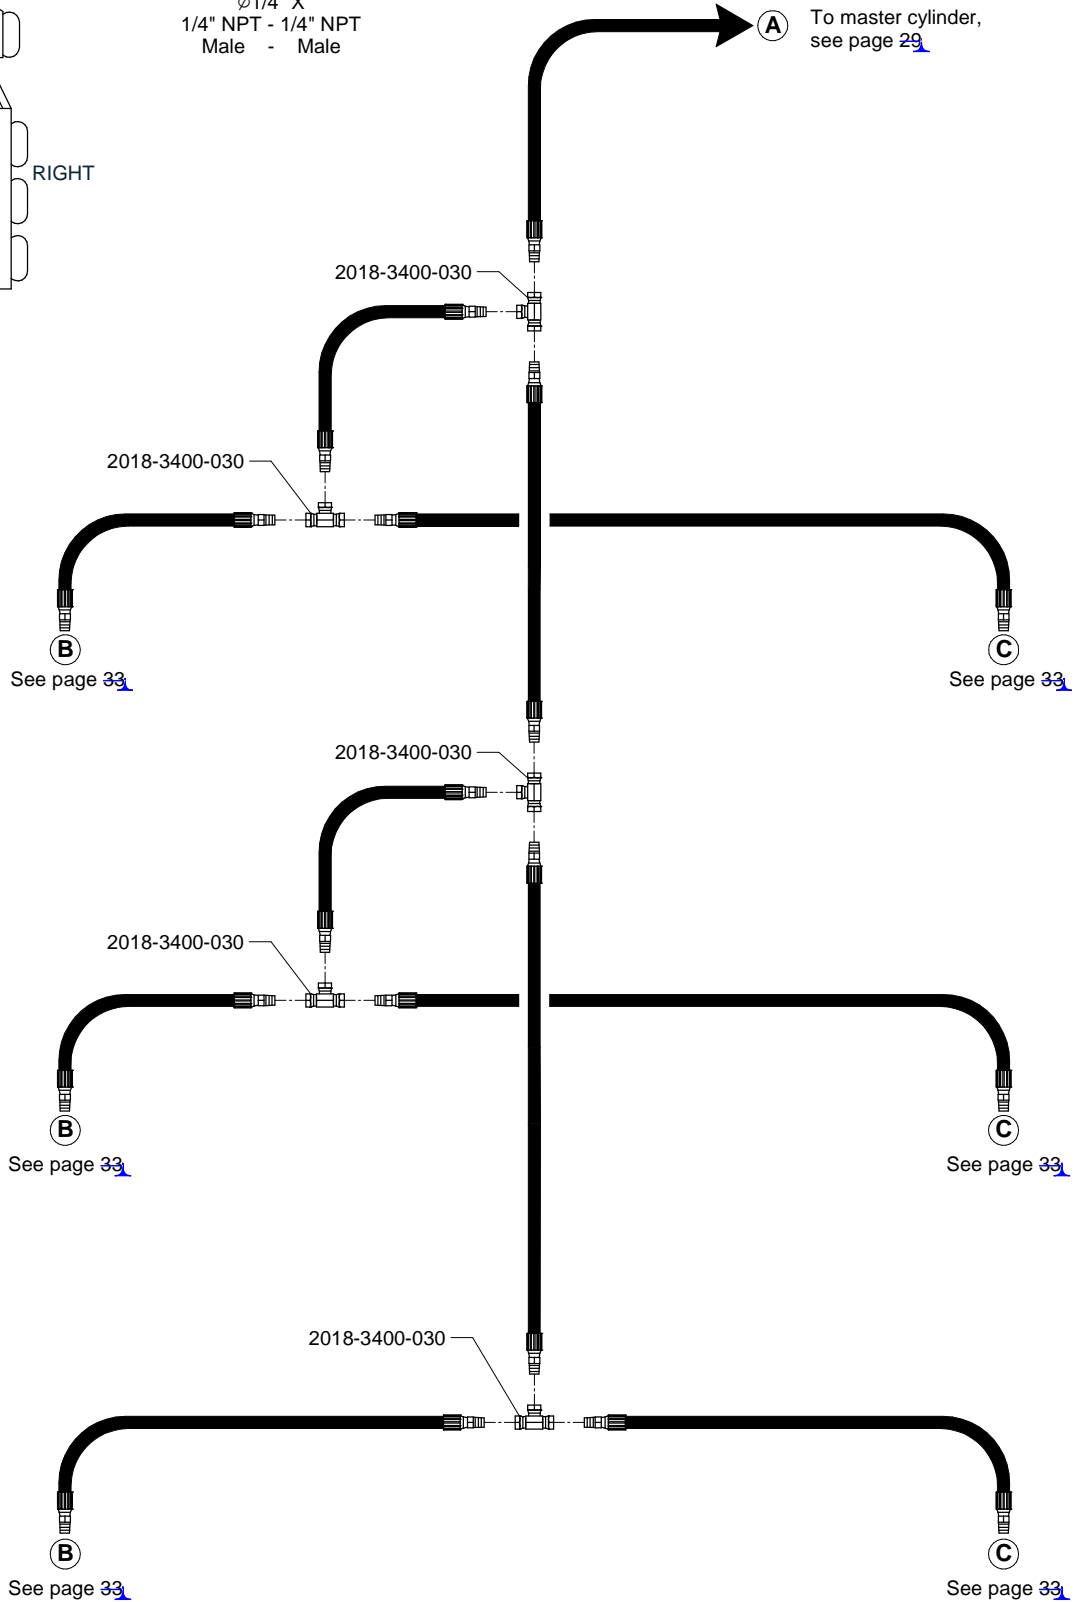 ⌀1/4" X
1/4" NPT - 1/4" NPT
Male - Male
A
To master cylinder,
see page 29
RIGHT
2018-3400-030
2018-3400-030
B
See page 33
C
See page 33
2018-3400-030
2018-3400-030
B
See page 33
C
See page 33
2018-3400-030
B
See page 33
C
See page 33